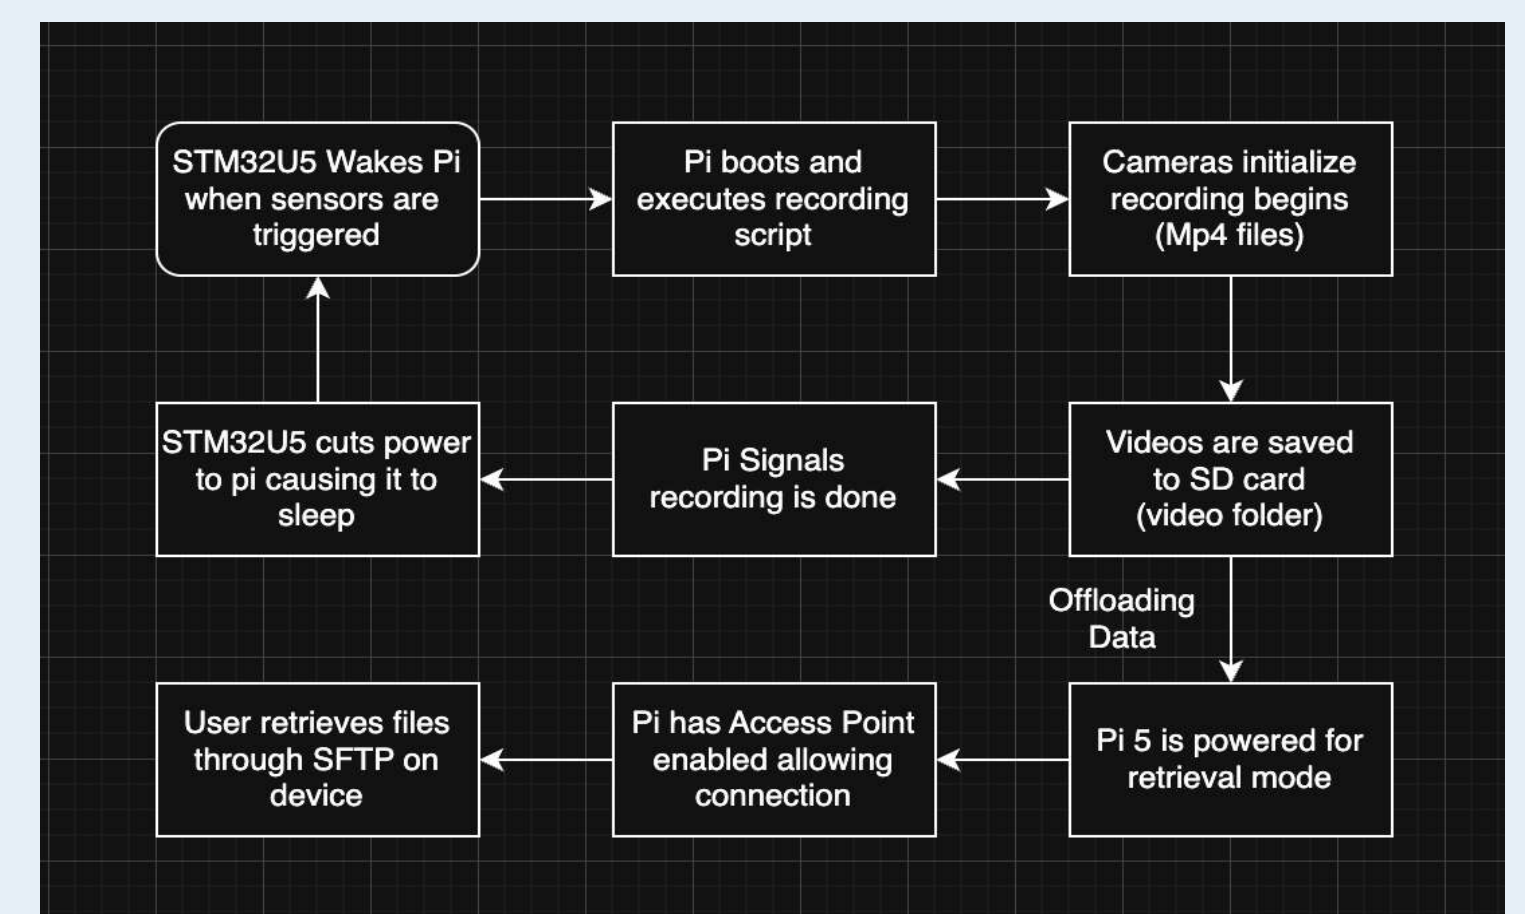 STM32U5 Wakes Pi
when sensors are
triggered
Pi boots and
executes recording
script
Cameras initialize
recording begins
(Mp4 files)
STM32U5 cuts power
to pi causing it to
sleep
Pi Signals
recording is done
Videos are saved
to SD card
(video folder)
Offloading
Data
User retrieves files
through SFTP on
device
Pi has Access Point
enabled allowing
connection
Pi 5 is powered for
retrieval mode